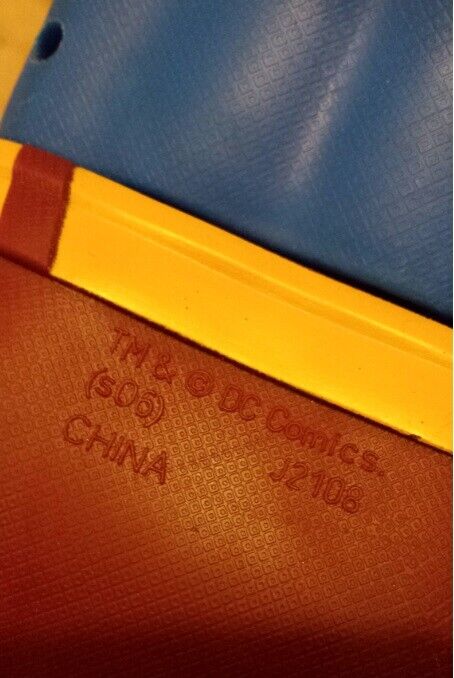 TM & © DC Comics.
(s06)
CHINA J2108